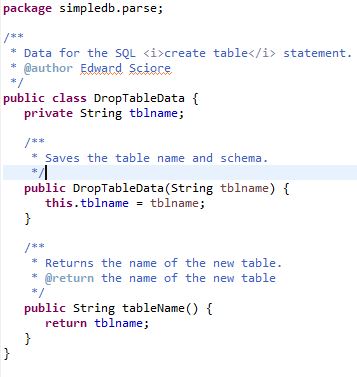 package simpledb.parse;
/**
 * Data for the SQL <i>create table</i> statement.
 * @author Edward Sciore
 */
public class DropTableData {
   private String tblname;
   /**
    * Saves the table name and schema.
    */
   public DropTableData(String tblname) {
      this.tblname = tblname;
   }
   /**
    * Returns the name of the new table.
    * @return the name of the new table
    */
   public String tableName() {
      return tblname;
   }
}